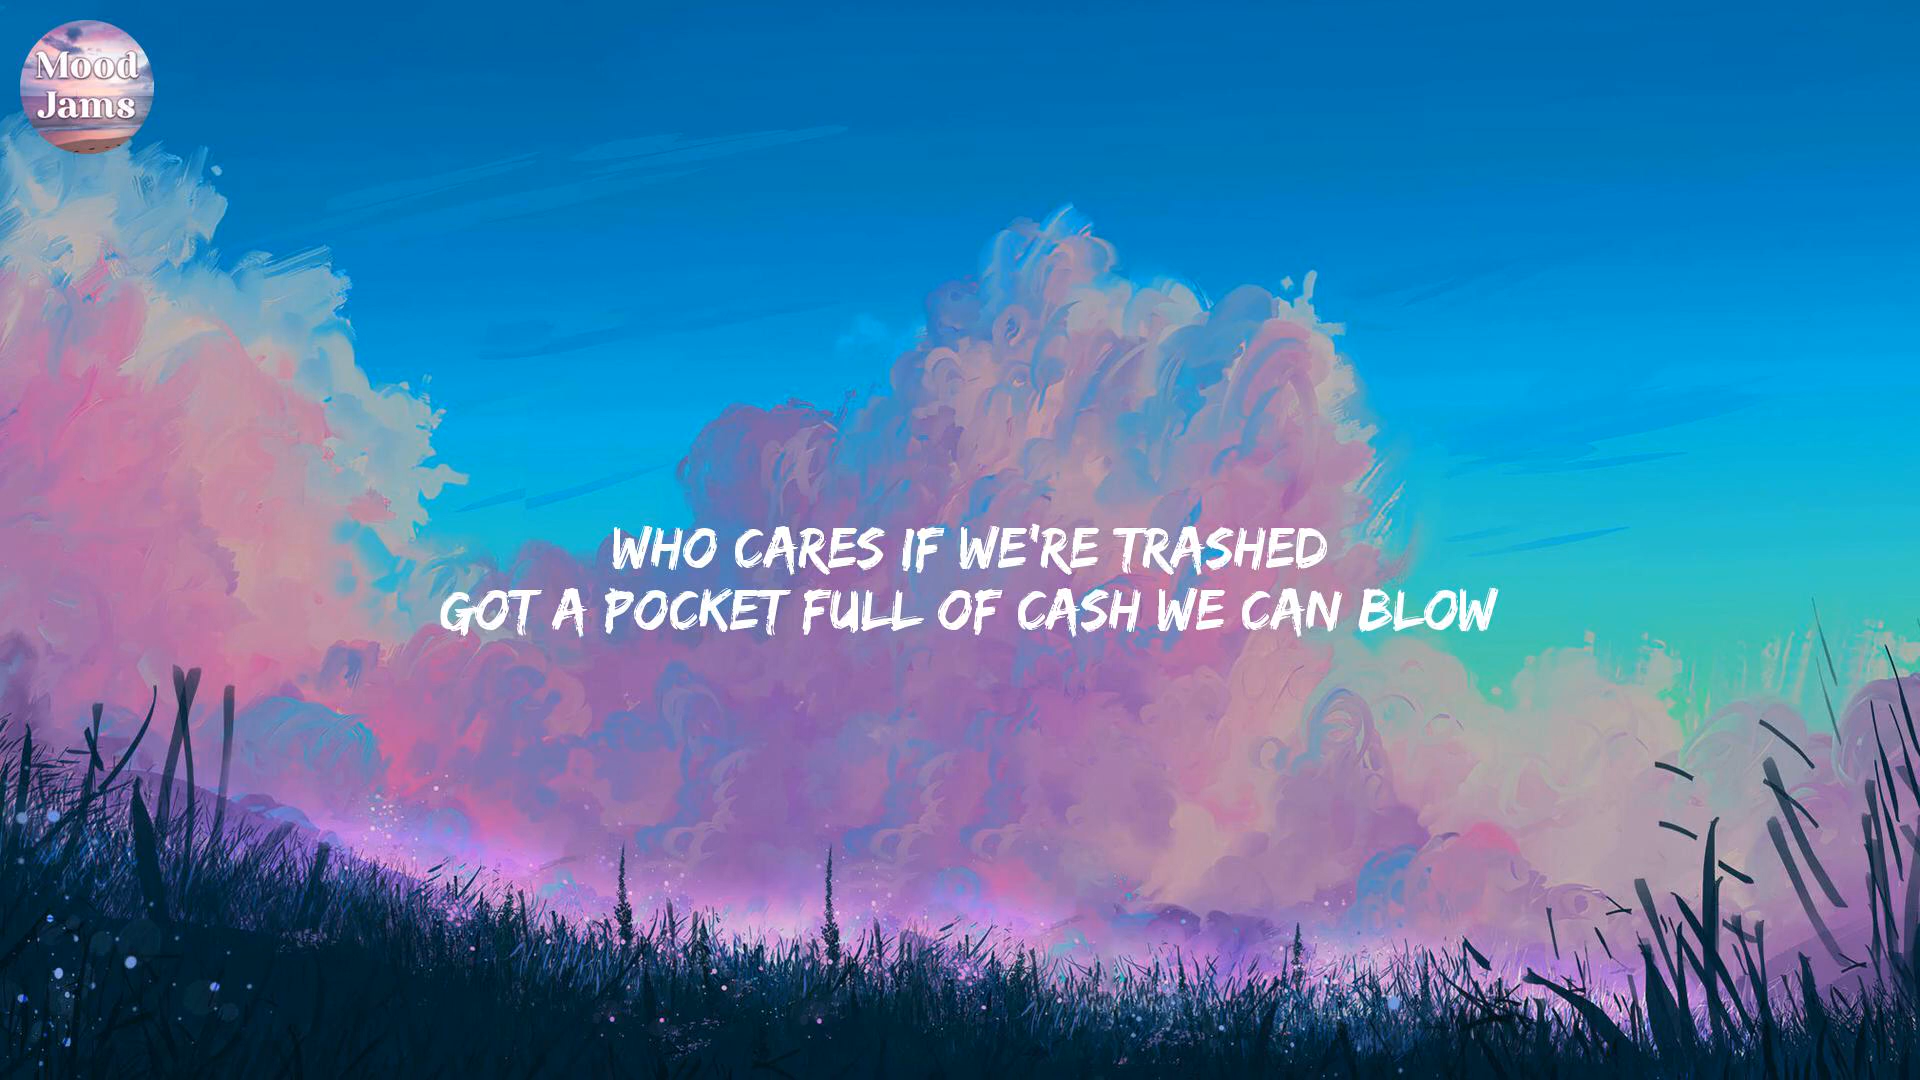 Mood
Jams
WHO CARES IF WE'RE TRASHED
GOT A POCKET FULL OF CASH WE CAN BLOW